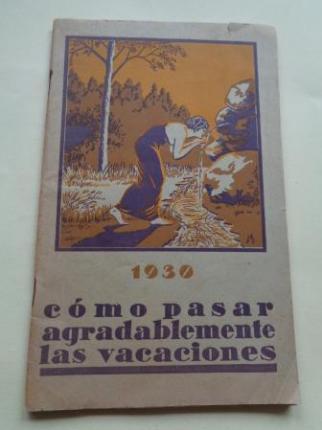 1930
cómo pasar
agradablemente
las vacaciones